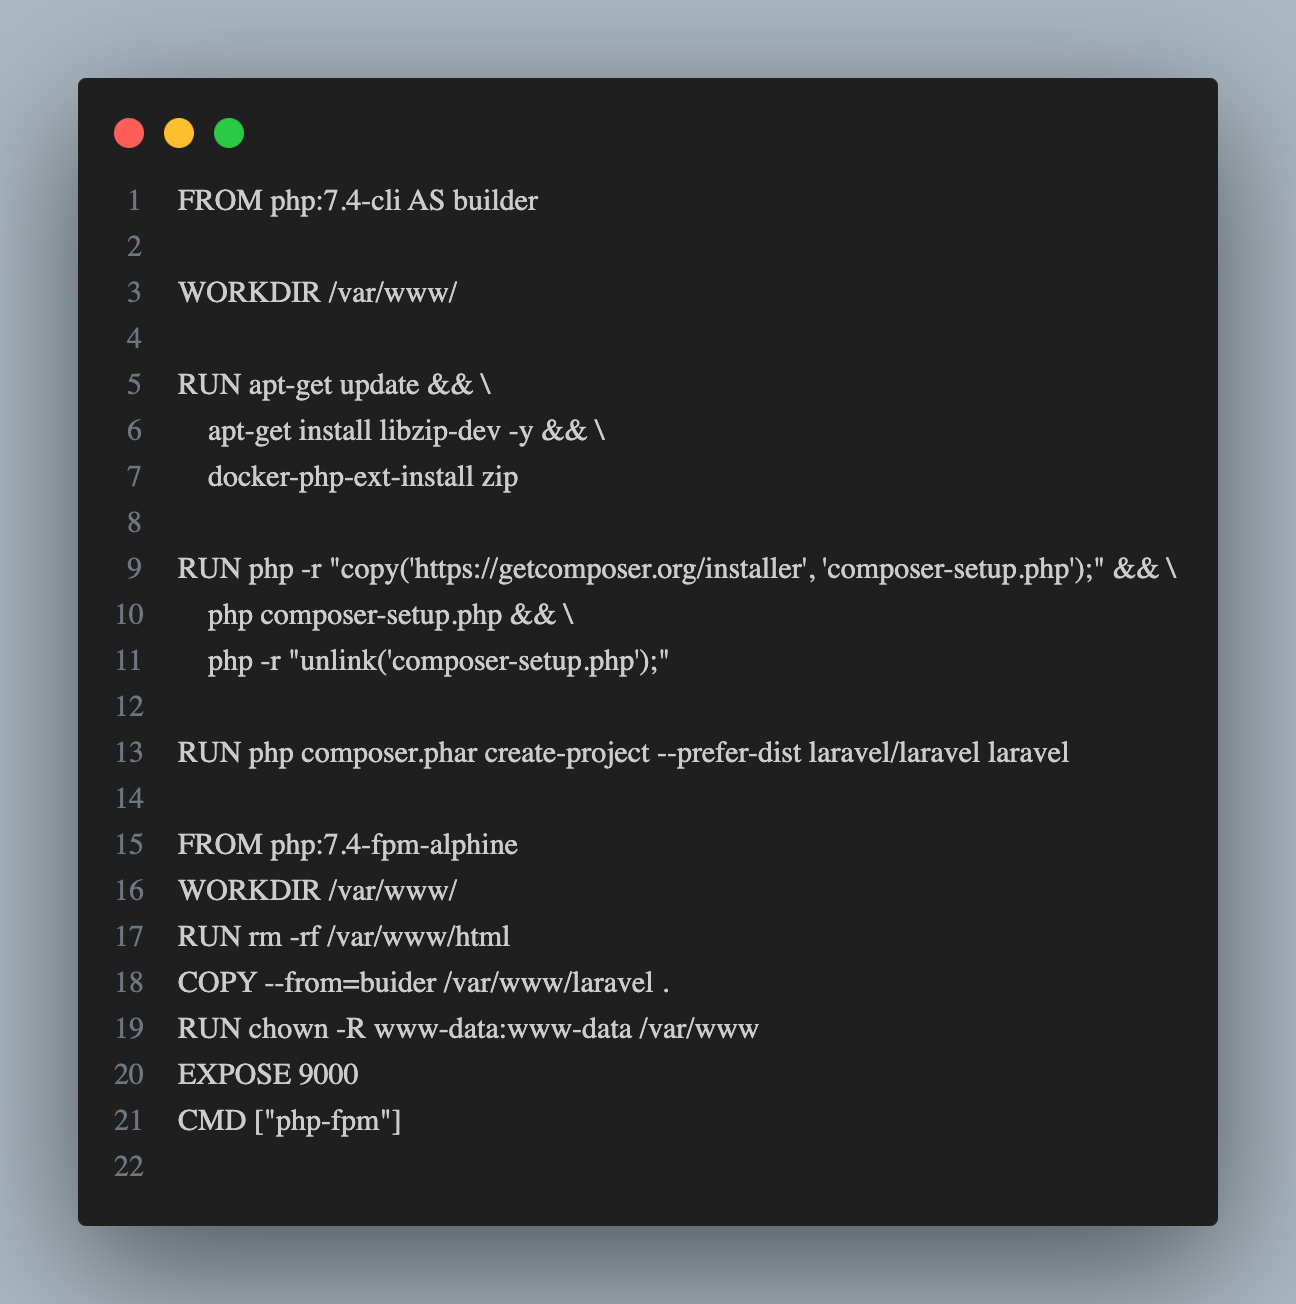 1 FROM php:7.4-cli AS builder
2
3 WORKDIR /var/www/
4
5 RUN apt-get update && \
6     apt-get install libzip-dev -y && \
7     docker-php-ext-install zip
8
9 RUN php -r "copy('https://getcomposer.org/installer', 'composer-setup.php');" && \
10     php composer-setup.php && \
11     php -r "unlink('composer-setup.php');"
12
13 RUN php composer.phar create-project --prefer-dist laravel/laravel laravel
14
15 FROM php:7.4-fpm-alphine
16 WORKDIR /var/www/
17 RUN rm -rf /var/www/html
18 COPY --from=buider /var/www/laravel .
19 RUN chown -R www-data:www-data /var/www
20 EXPOSE 9000
21 CMD ["php-fpm"]
22